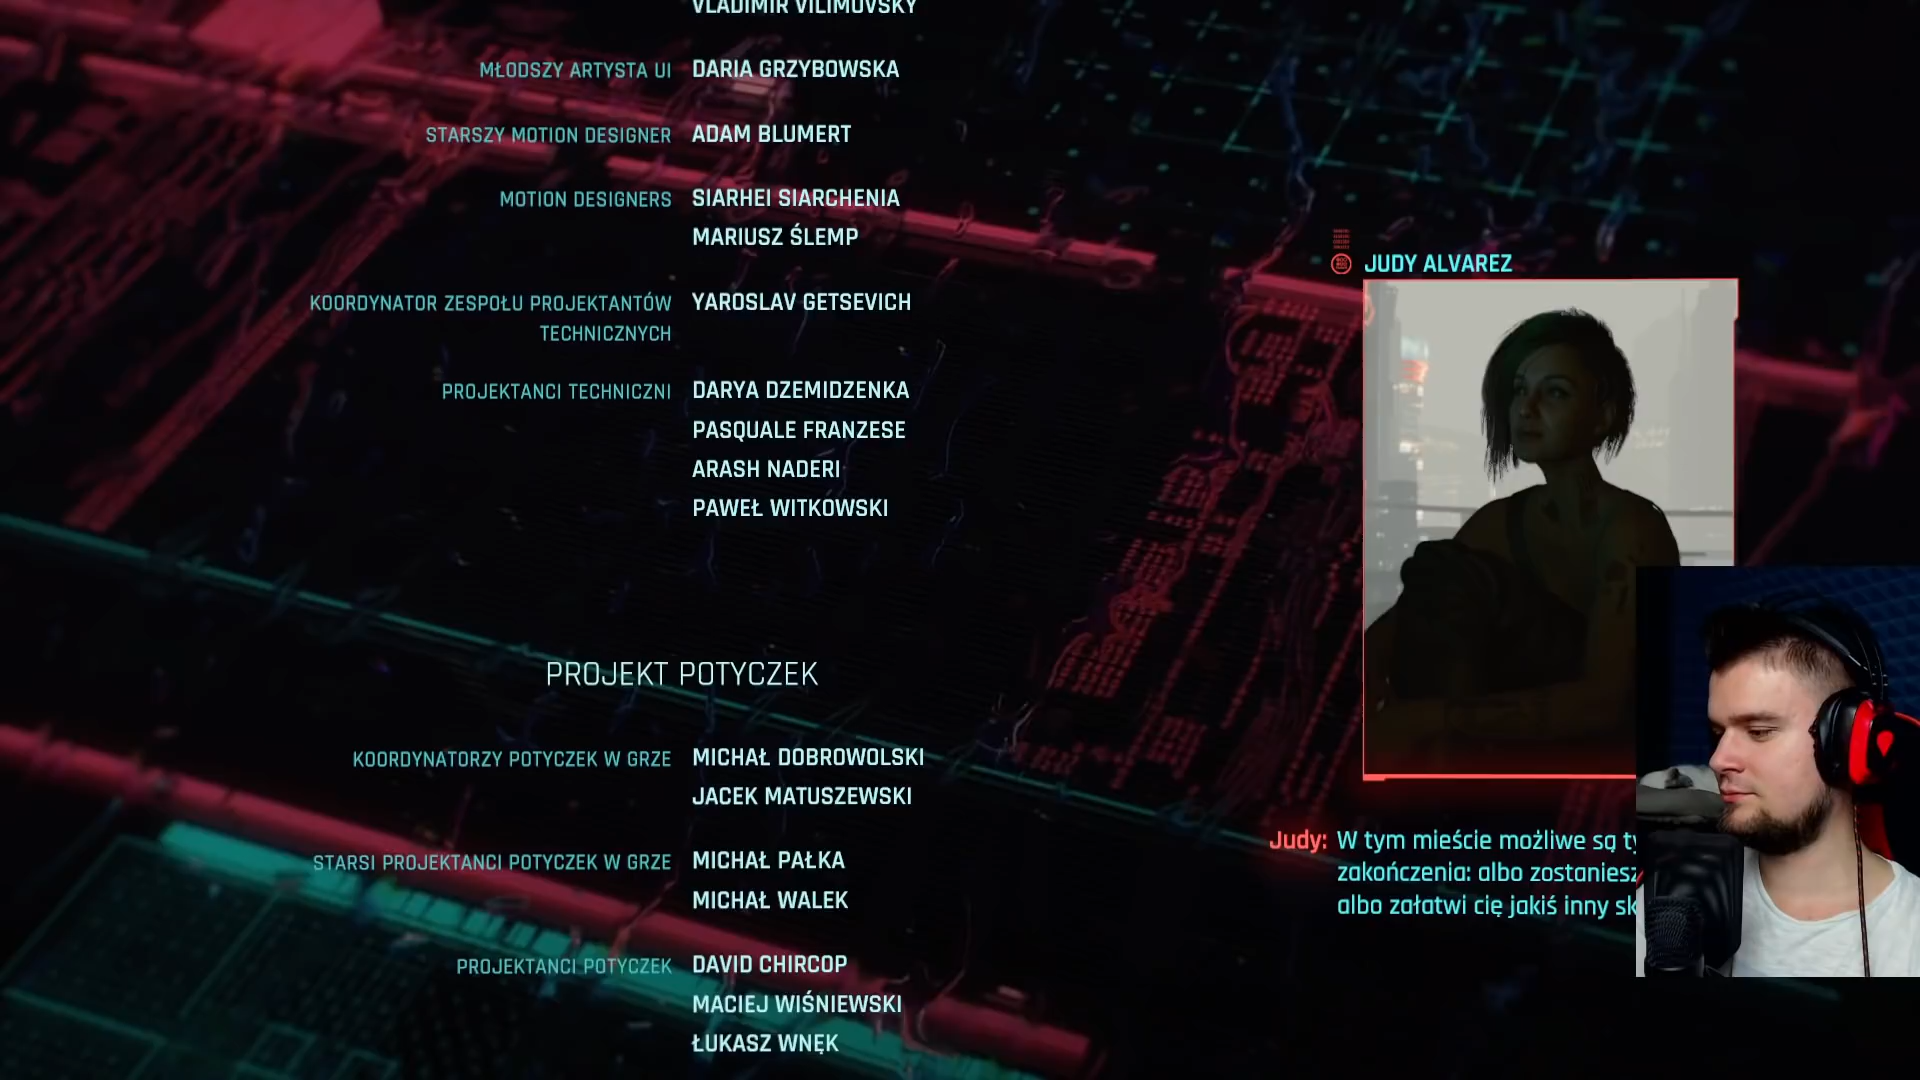 VLADIMIR VILIMOVSKY
MŁODSZY ARTYSTA UI DARIA GRZYBOWSKA
STARSZY MOTION DESIGNER ADAM BLUMERT
MOTION DESIGNERS SIARHEI SIARCHENIA
MARIUSZ ŚLEMP
KOORDYNATOR ZESPOŁU PROJEKTANTÓW YAROSLAV GETSEVICH
TECHNICZNYCH
PROJEKTANCI TECHNICZNI DARYA DZEMIDZENKA
PASQUALE FRANZESE
ARASH NADERI
PAWEŁ WITKOWSKI
PROJEKT POTYCZEK
KOORDYNATORZY POTYCZEK W GRZE MICHAŁ DOBROWOLSKI
JACEK MATUSZEWSKI
STARSI PROJEKTANCI POTYCZEK W GRZE MICHAŁ PAŁKA
MICHAŁ WALEK
PROJEKTANCI POTYCZEK DAVID CHIRCOP
MACIEJ WIŚNIEWSKI
ŁUKASZ WNĘK
JUDY ALVAREZ
Judy: W tym mieście możliwe są
zakończenia: albo zostaniesz
albo załatwi cię jakiś inny